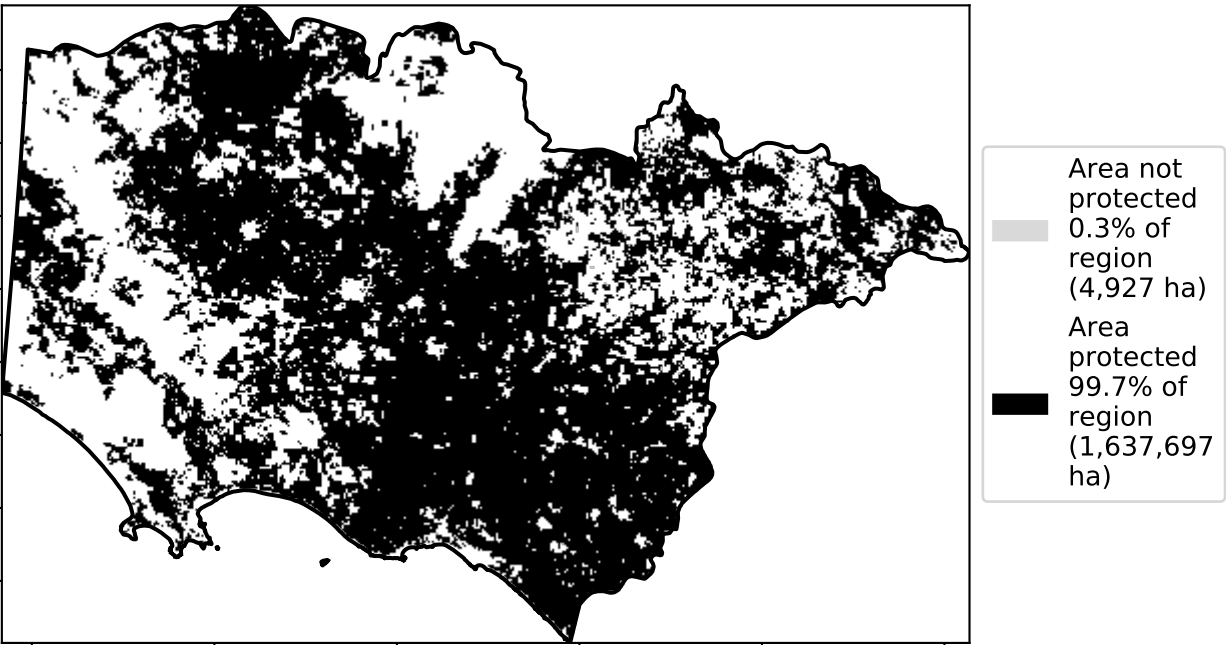 Area not
protected
0.3% of
region
(4,927 ha)
Area
protected
99.7% of
region
(1,637,697
ha)